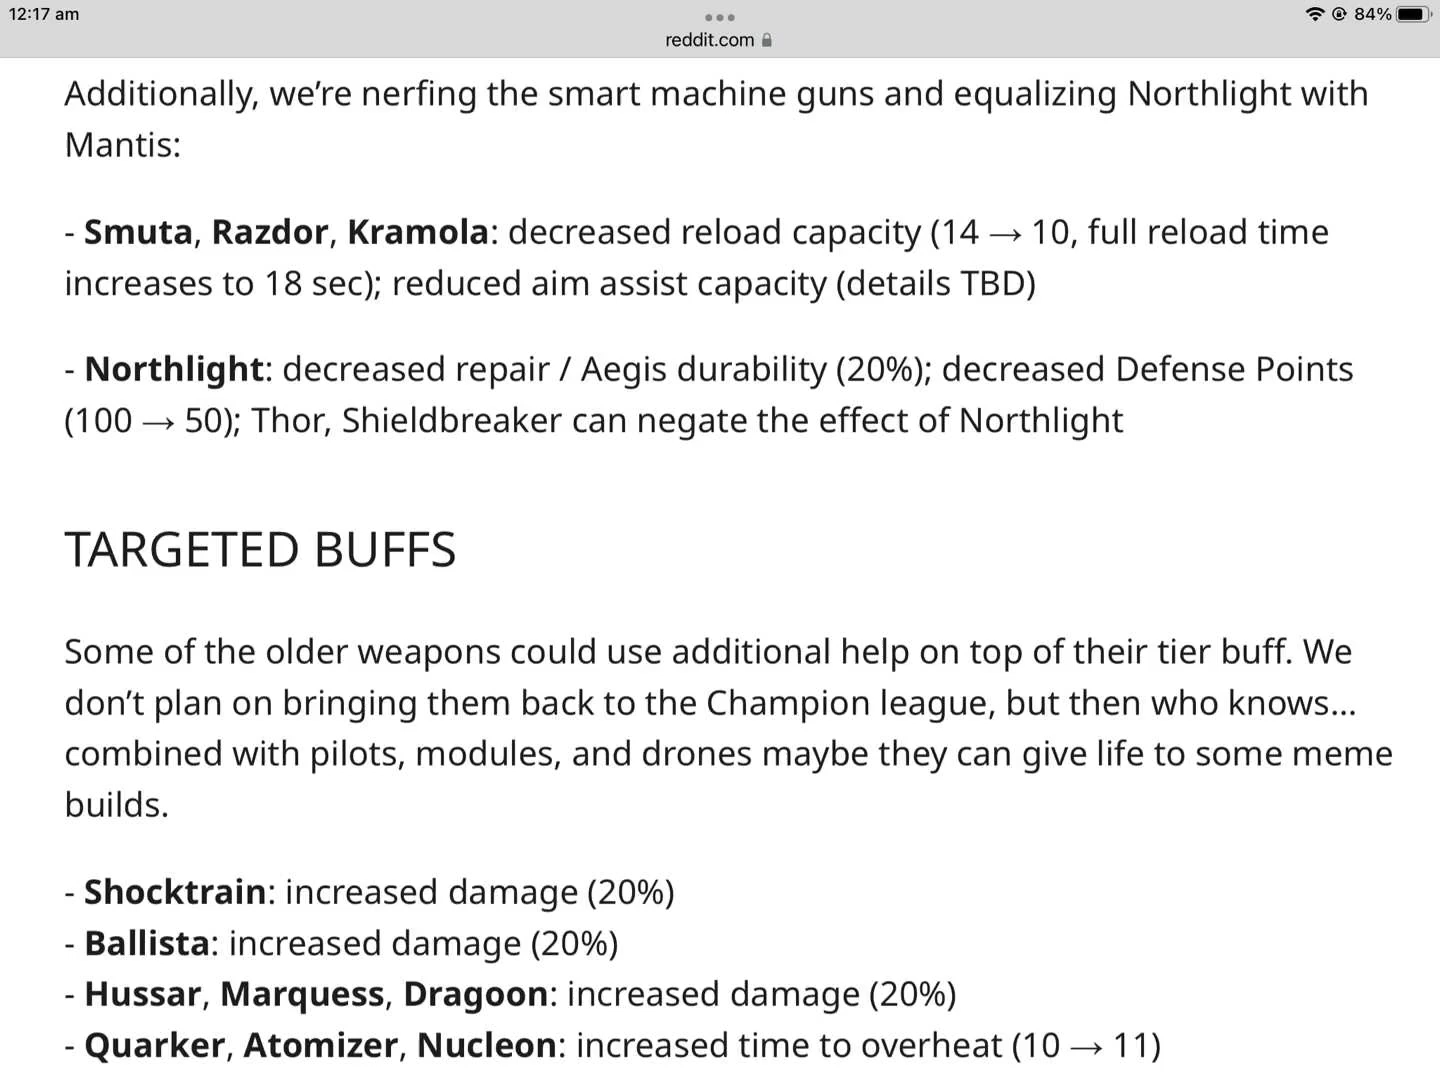 12:17 am
84%
reddit.com
Additionally, we’re nerfing the smart machine guns and equalizing Northlight with
Mantis:
- Smuta, Razdor, Kramola: decreased reload capacity (14 → 10, full reload time
increases to 18 sec); reduced aim assist capacity (details TBD)
- Northlight: decreased repair / Aegis durability (20%); decreased Defense Points
(100 → 50); Thor, Shieldbreaker can negate the effect of Northlight
TARGETED BUFFS
Some of the older weapons could use additional help on top of their tier buff. We
don’t plan on bringing them back to the Champion league, but then who knows...
combined with pilots, modules, and drones maybe they can give life to some meme
builds.
- Shocktrain: increased damage (20%)
- Ballista: increased damage (20%)
- Hussar, Marquess, Dragoon: increased damage (20%)
- Quarker, Atomizer, Nucleon: increased time to overheat (10 → 11)